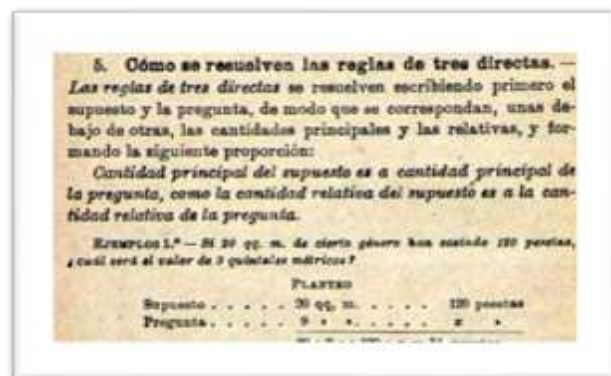 5. Cómo se resuelven las reglas de tres directas. —
Las reglas de tres directas se resuelven escribiendo primero el
supuesto y la pregunta, de modo que se correspondan, unas de-
bajo de otras, las cantidades principales y las relativas, y for-
mando la siguiente proporción:
Cantidad principal del supuesto es a cantidad principal de
la pregunta, como la cantidad relativa del supuesto es a la can-
tidad relativa de la pregunta.
EJEMPLOS 1.º — Si 20 qq. m. de cierto género han costado 120 pesetas,
¿cuál será el valor de 9 quintales métricos?
PLANTEO
Supuesto . . . . . 20 qq. m. . . . . . 120 pesetas
Pregunta . . . . . 9 » » . . . . . x »